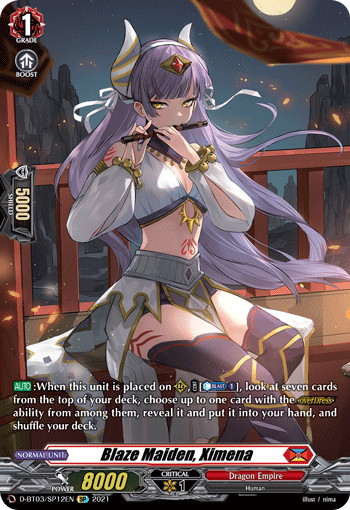 1
GRADE
BOOST
5000
SHIELD
AUTO :When this unit is placed on RC COST [BLAST 1], look at seven cards
from the top of your deck, choose up to one card with the overDress
ability from among them, reveal it and put it into your hand, and
shuffle your deck.
NORMAL UNIT
Blaze Maiden, Ximena
POWER 8000
CRITICAL
1
Dragon Empire
Human
D-BT03/SP12EN SP 2021
illust / nima